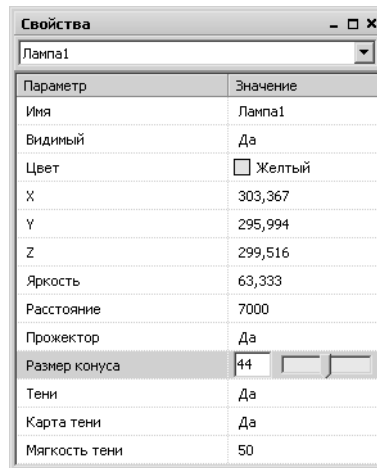 Свойства
Лампа1
Параметр Значение
Имя Лампа1
Видимый Да
Цвет Желтый
X 303,367
Y 295,994
Z 299,516
Яркость 63,333
Расстояние 7000
Прожектор Да
Размер конуса 44
Тени Да
Карта тени Да
Мягкость тени 50